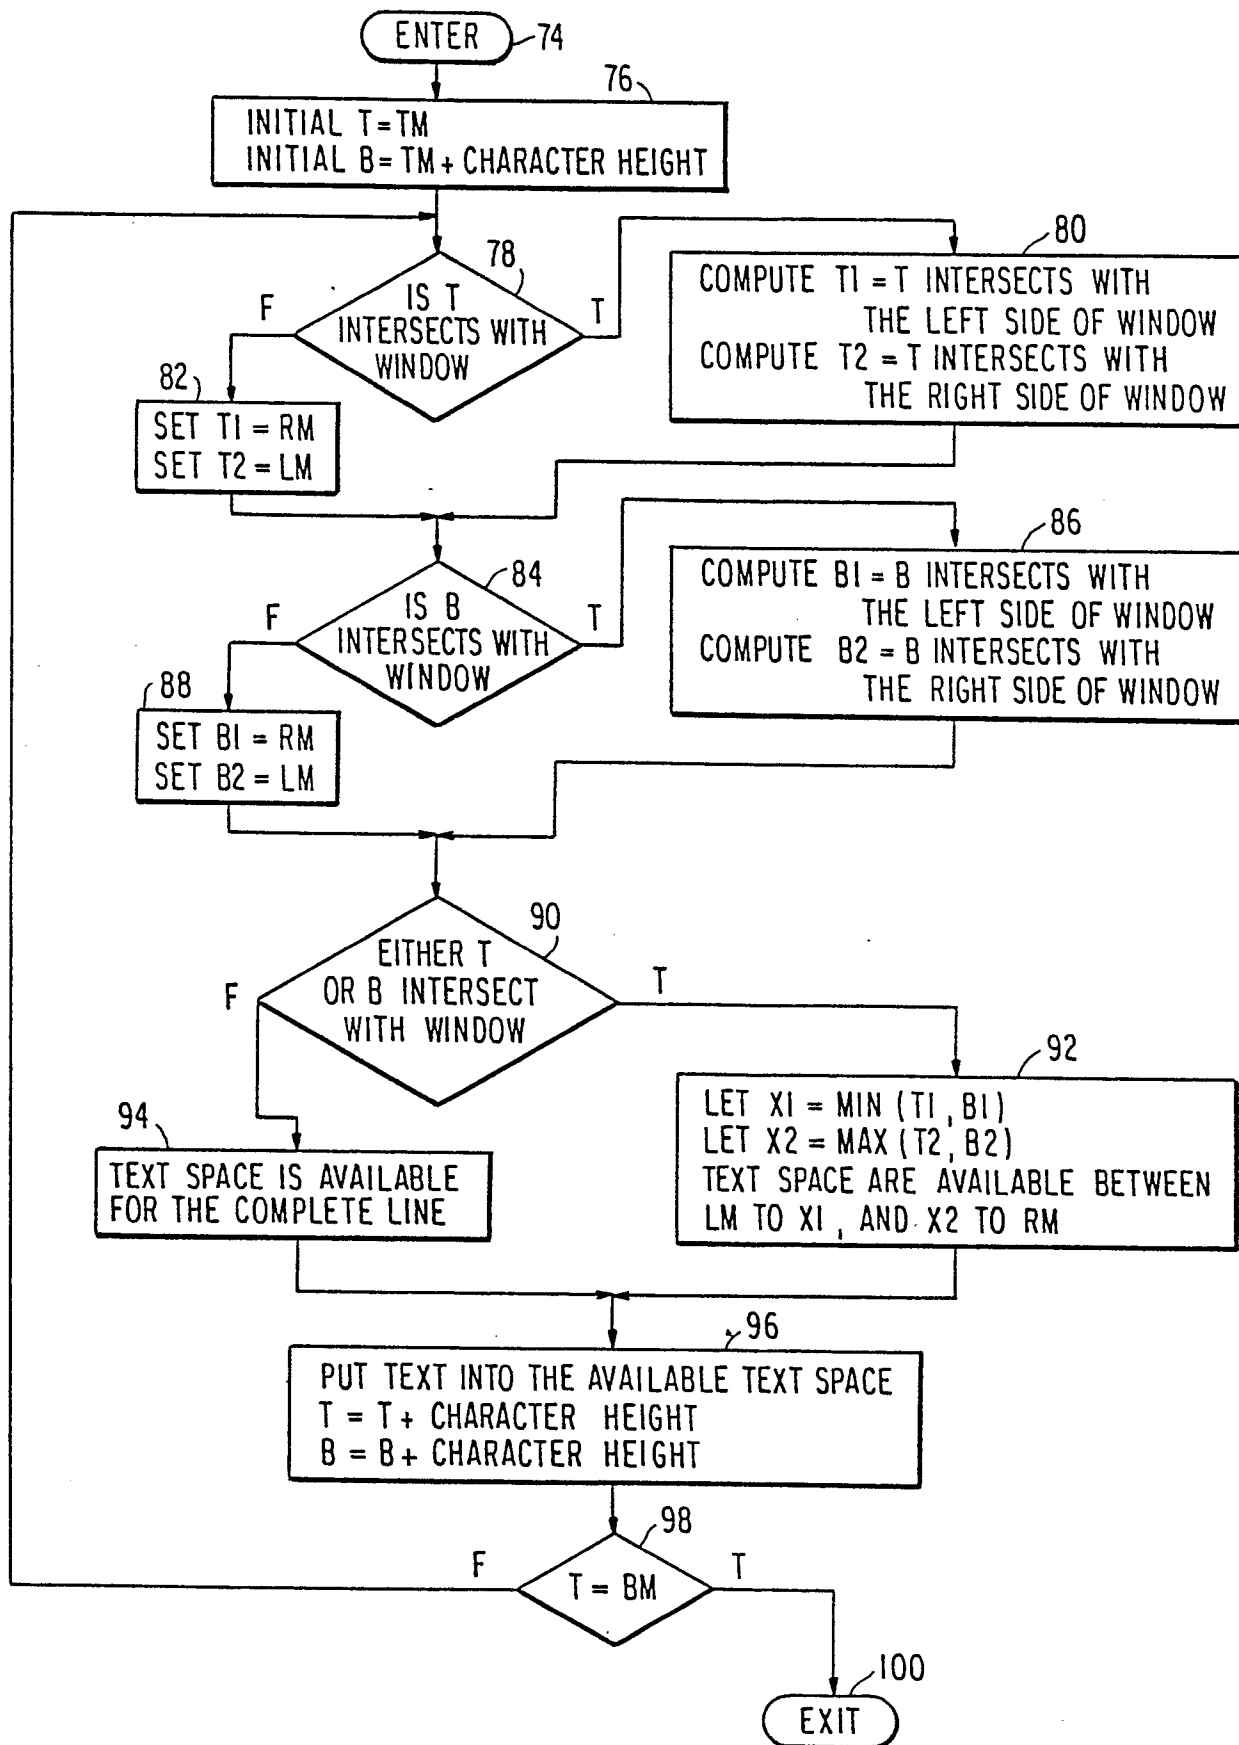 ENTER
74
76
INITIAL T = TM
INITIAL B = TM + CHARACTER HEIGHT
78
IS T
INTERSECTS WITH
WINDOW
F
T
80
COMPUTE T1 = T INTERSECTS WITH
THE LEFT SIDE OF WINDOW
COMPUTE T2 = T INTERSECTS WITH
THE RIGHT SIDE OF WINDOW
82
SET T1 = RM
SET T2 = LM
84
IS B
INTERSECTS WITH
WINDOW
F
T
86
COMPUTE B1 = B INTERSECTS WITH
THE LEFT SIDE OF WINDOW
COMPUTE B2 = B INTERSECTS WITH
THE RIGHT SIDE OF WINDOW
88
SET B1 = RM
SET B2 = LM
90
EITHER T
OR B INTERSECT
WITH WINDOW
F
T
92
LET X1 = MIN (T1, B1)
LET X2 = MAX (T2, B2)
TEXT SPACE ARE AVAILABLE BETWEEN
LM TO X1, AND X2 TO RM
94
TEXT SPACE IS AVAILABLE
FOR THE COMPLETE LINE
96
PUT TEXT INTO THE AVAILABLE TEXT SPACE
T = T + CHARACTER HEIGHT
B = B + CHARACTER HEIGHT
98
T = BM
F
T
100
EXIT